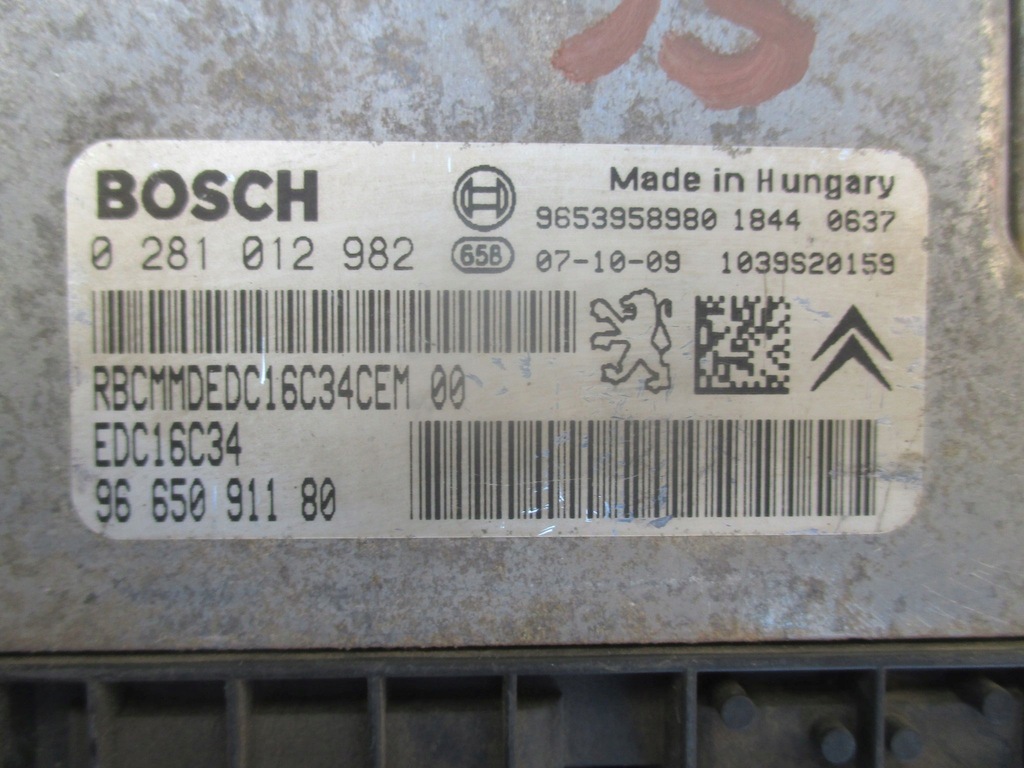 BOSCH
Made in Hungary
9653958980 1844 0637
0 281 012 982
658
07-10-09 1039S20159
RBCMMDEDC16C34CEM 00
EDC16C34
96 650 911 80